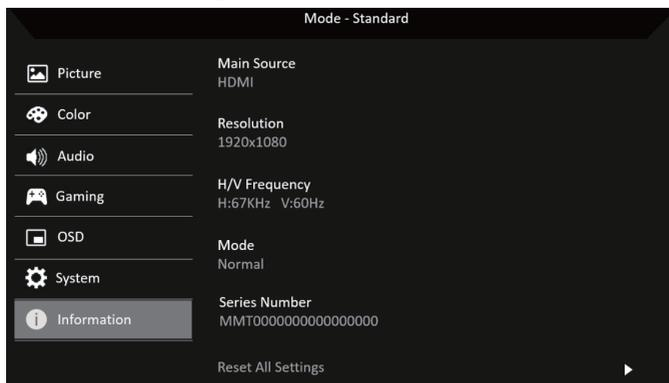 Mode - Standard
Picture
Color
Audio
Gaming
OSD
System
Information
Main Source
HDMI
Resolution
1920x1080
H/V Frequency
H:67KHz V:60Hz
Mode
Normal
Series Number
MMT0000000000000000
Reset All Settings